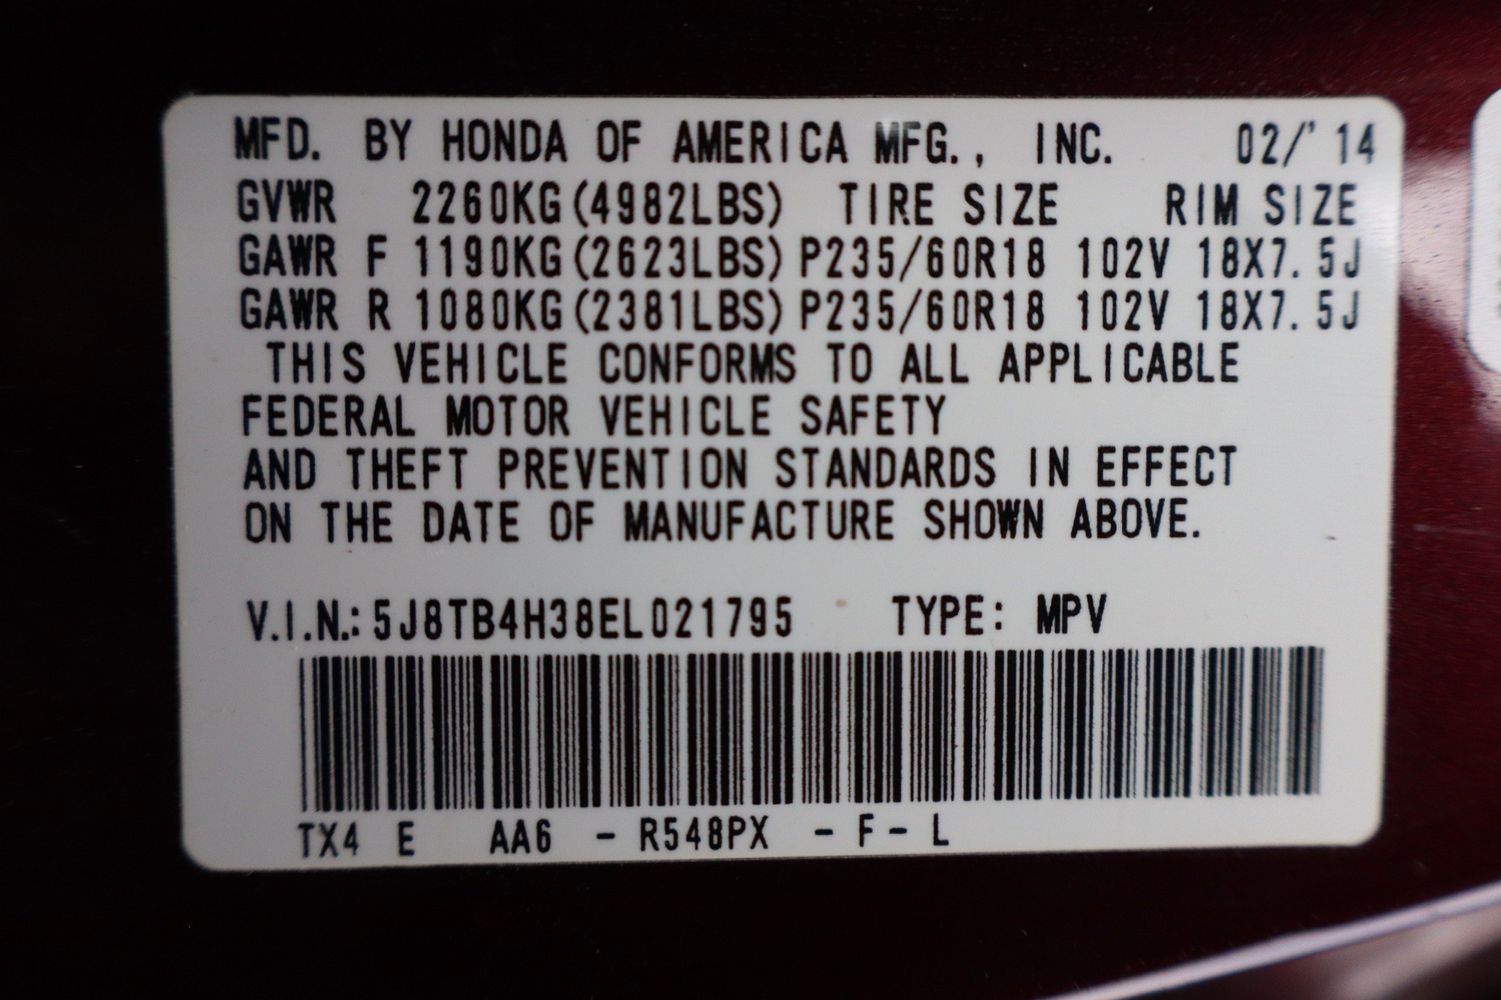 MFD. BY HONDA OF AMERICA MFG., INC. 02/'14
GVWR 2260KG(4982LBS) TIRE SIZE RIM SIZE
GAWR F 1190KG(2623LBS) P235/60R18 102V 18X7.5J
GAWR R 1080KG(2381LBS) P235/60R18 102V 18X7.5J
THIS VEHICLE CONFORMS TO ALL APPLICABLE
FEDERAL MOTOR VEHICLE SAFETY
AND THEFT PREVENTION STANDARDS IN EFFECT
ON THE DATE OF MANUFACTURE SHOWN ABOVE.
V.I.N.: 5J8TB4H38EL021795 TYPE: MPV
TX4 E AA6 - R548PX - F - L